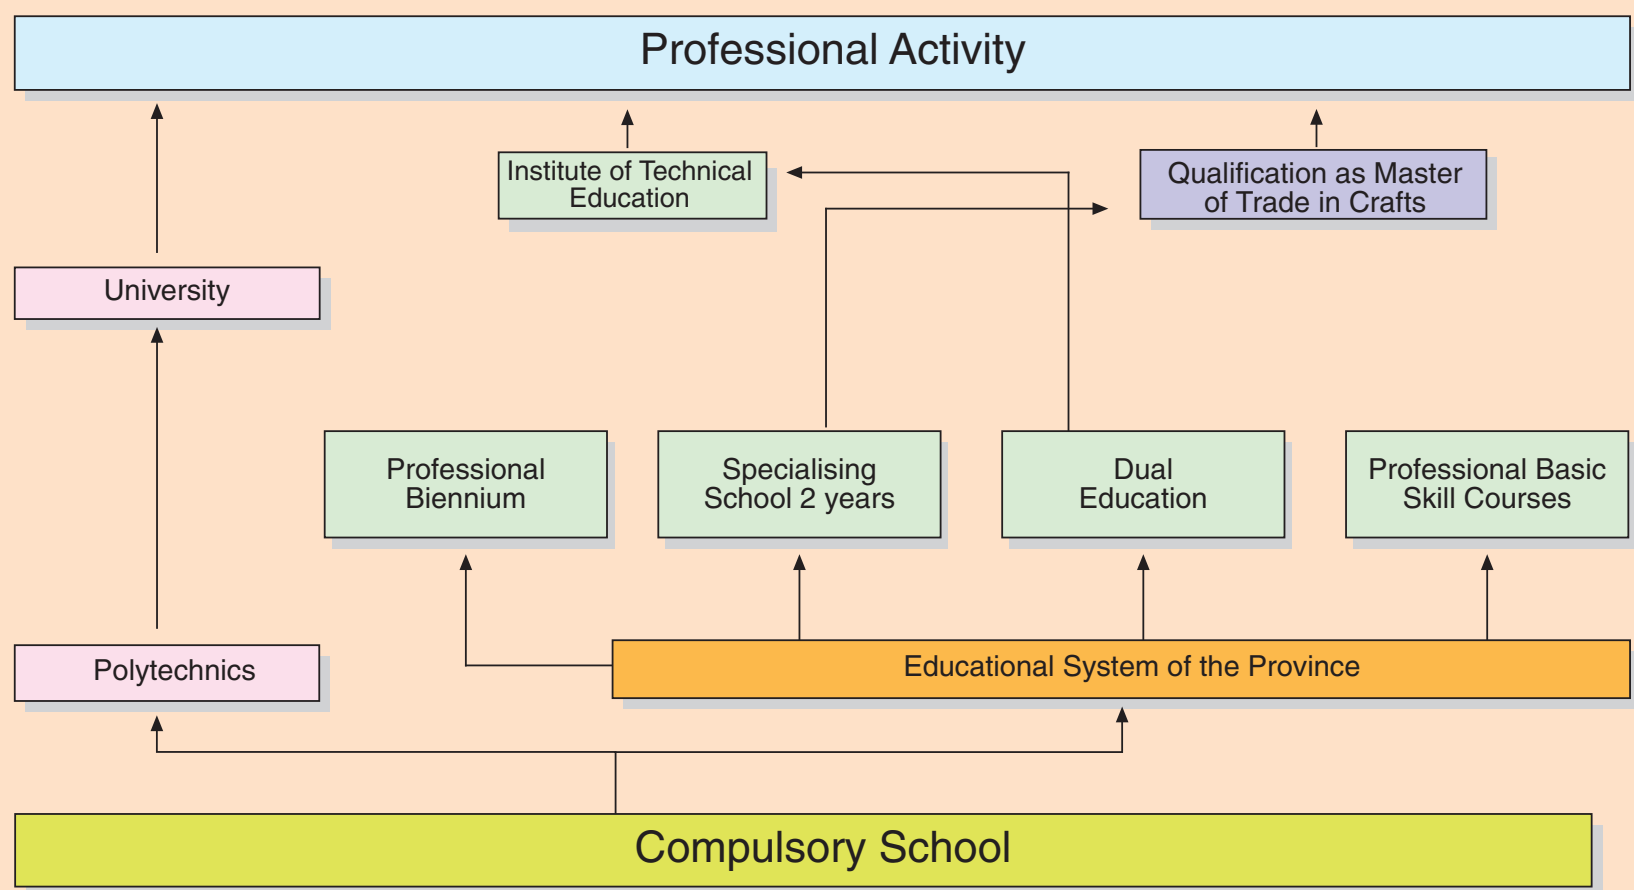 Professional Activity
Institute of Technical
Education
Qualification as Master
of Trade in Crafts
University
Professional
Biennium
Specialising
School 2 years
Dual
Education
Professional Basic
Skill Courses
Polytechnics
Educational System of the Province
Compulsory School